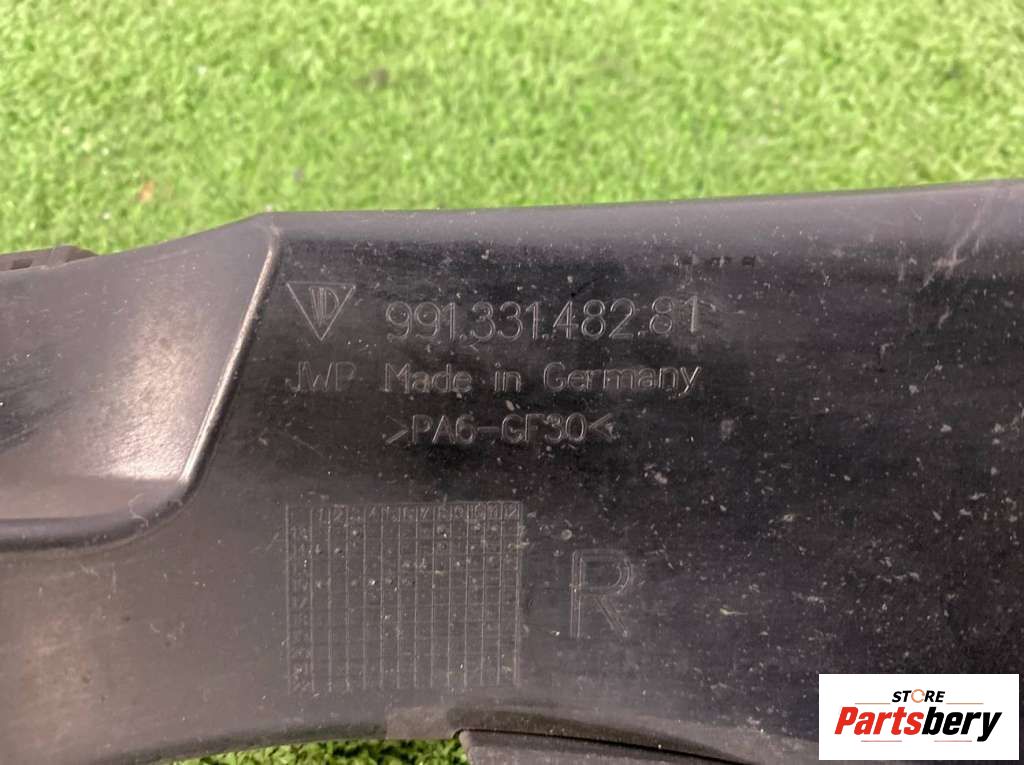 991.331.482.81
JWP Made in Germany
>PA6-GF30<
R
STORE
Partsbery